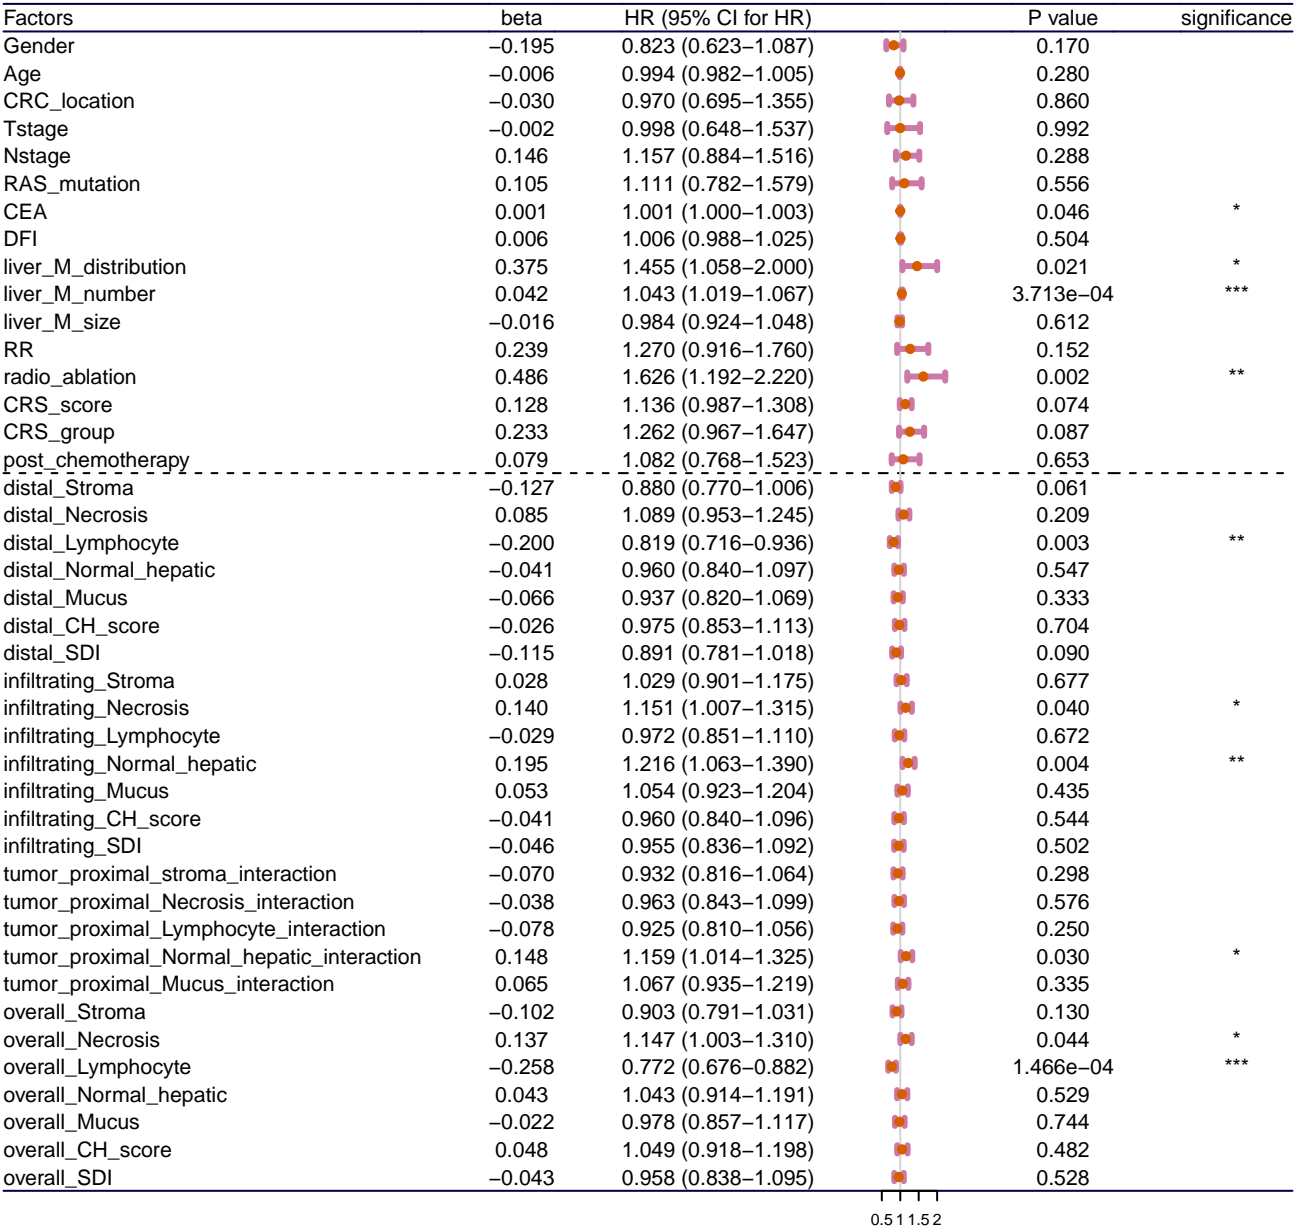 Factors beta HR (95% CI for HR) P value significance
Gender −0.195 0.823 (0.623−1.087) 0.170
Age −0.006 0.994 (0.982−1.005) 0.280
CRC_location −0.030 0.970 (0.695−1.355) 0.860
Tstage −0.002 0.998 (0.648−1.537) 0.992
Nstage 0.146 1.157 (0.884−1.516) 0.288
RAS_mutation 0.105 1.111 (0.782−1.579) 0.556
CEA 0.001 1.001 (1.000−1.003) 0.046 *
DFI 0.006 1.006 (0.988−1.025) 0.504
liver_M_distribution 0.375 1.455 (1.058−2.000) 0.021 *
liver_M_number 0.042 1.043 (1.019−1.067) 3.713e−04 ***
liver_M_size −0.016 0.984 (0.924−1.048) 0.612
RR 0.239 1.270 (0.916−1.760) 0.152
radio_ablation 0.486 1.626 (1.192−2.220) 0.002 **
CRS_score 0.128 1.136 (0.987−1.308) 0.074
CRS_group 0.233 1.262 (0.967−1.647) 0.087
post_chemotherapy 0.079 1.082 (0.768−1.523) 0.653
distal_Stroma −0.127 0.880 (0.770−1.006) 0.061
distal_Necrosis 0.085 1.089 (0.953−1.245) 0.209
distal_Lymphocyte −0.200 0.819 (0.716−0.936) 0.003 **
distal_Normal_hepatic −0.041 0.960 (0.840−1.097) 0.547
distal_Mucus −0.066 0.937 (0.820−1.069) 0.333
distal_CH_score −0.026 0.975 (0.853−1.113) 0.704
distal_SDI −0.115 0.891 (0.781−1.018) 0.090
infiltrating_Stroma 0.028 1.029 (0.901−1.175) 0.677
infiltrating_Necrosis 0.140 1.151 (1.007−1.315) 0.040 *
infiltrating_Lymphocyte −0.029 0.972 (0.851−1.110) 0.672
infiltrating_Normal_hepatic 0.195 1.216 (1.063−1.390) 0.004 **
infiltrating_Mucus 0.053 1.054 (0.923−1.204) 0.435
infiltrating_CH_score −0.041 0.960 (0.840−1.096) 0.544
infiltrating_SDI −0.046 0.955 (0.836−1.092) 0.502
tumor_proximal_stroma_interaction −0.070 0.932 (0.816−1.064) 0.298
tumor_proximal_Necrosis_interaction −0.038 0.963 (0.843−1.099) 0.576
tumor_proximal_Lymphocyte_interaction −0.078 0.925 (0.810−1.056) 0.250
tumor_proximal_Normal_hepatic_interaction 0.148 1.159 (1.014−1.325) 0.030 *
tumor_proximal_Mucus_interaction 0.065 1.067 (0.935−1.219) 0.335
overall_Stroma −0.102 0.903 (0.791−1.031) 0.130
overall_Necrosis 0.137 1.147 (1.003−1.310) 0.044 *
overall_Lymphocyte −0.258 0.772 (0.676−0.882) 1.466e−04 ***
overall_Normal_hepatic 0.043 1.043 (0.914−1.191) 0.529
overall_Mucus −0.022 0.978 (0.857−1.117) 0.744
overall_CH_score 0.048 1.049 (0.918−1.198) 0.482
overall_SDI −0.043 0.958 (0.838−1.095) 0.528
0.5 1 1.5 2